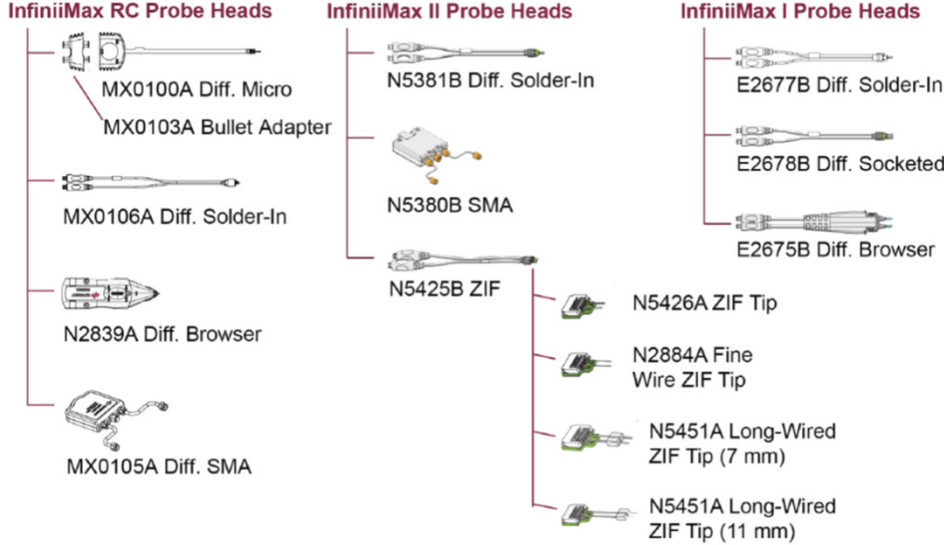 InfiniiMax RC Probe Heads
MX0100A Diff. Micro
MX0103A Bullet Adapter
MX0106A Diff. Solder-In
N2839A Diff. Browser
MX0105A Diff. SMA
InfiniiMax II Probe Heads
N5381B Diff. Solder-In
N5380B SMA
N5425B ZIF
N5426A ZIF Tip
N2884A Fine
Wire ZIF Tip
N5451A Long-Wired
ZIF Tip (7 mm)
N5451A Long-Wired
ZIF Tip (11 mm)
InfiniiMax I Probe Heads
E2677B Diff. Solder-In
E2678B Diff. Socketed
E2675B Diff. Browser